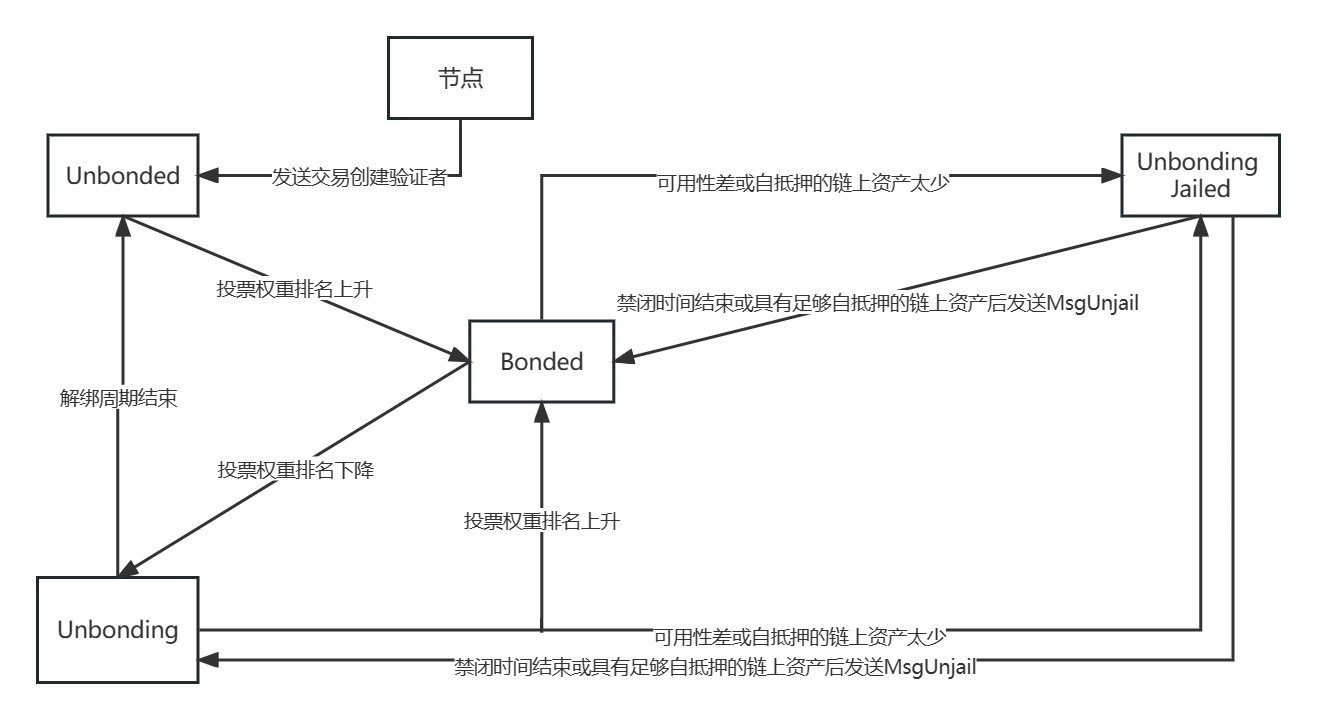 节点
Unbonded
发送交易创建验证者
Unbonding
Jailed
可用性差或自抵押的链上资产太少
投票权重排名上升
禁闭时间结束或具有足够自抵押的链上资产后发送MsgUnjail
Bonded
解绑周期结束
投票权重排名下降
投票权重排名上升
Unbonding
可用性差或自抵押的链上资产太少
禁闭时间结束或具有足够自抵押的链上资产后发送MsgUnjail